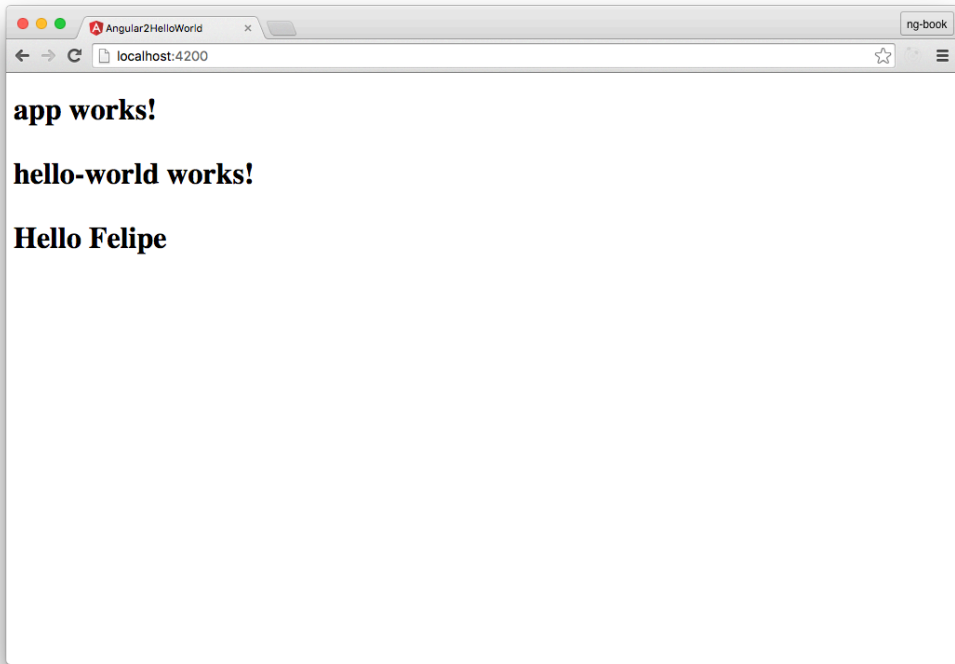 Angular2HelloWorld
ng-book
localhost:4200
app works!
hello-world works!
Hello Felipe